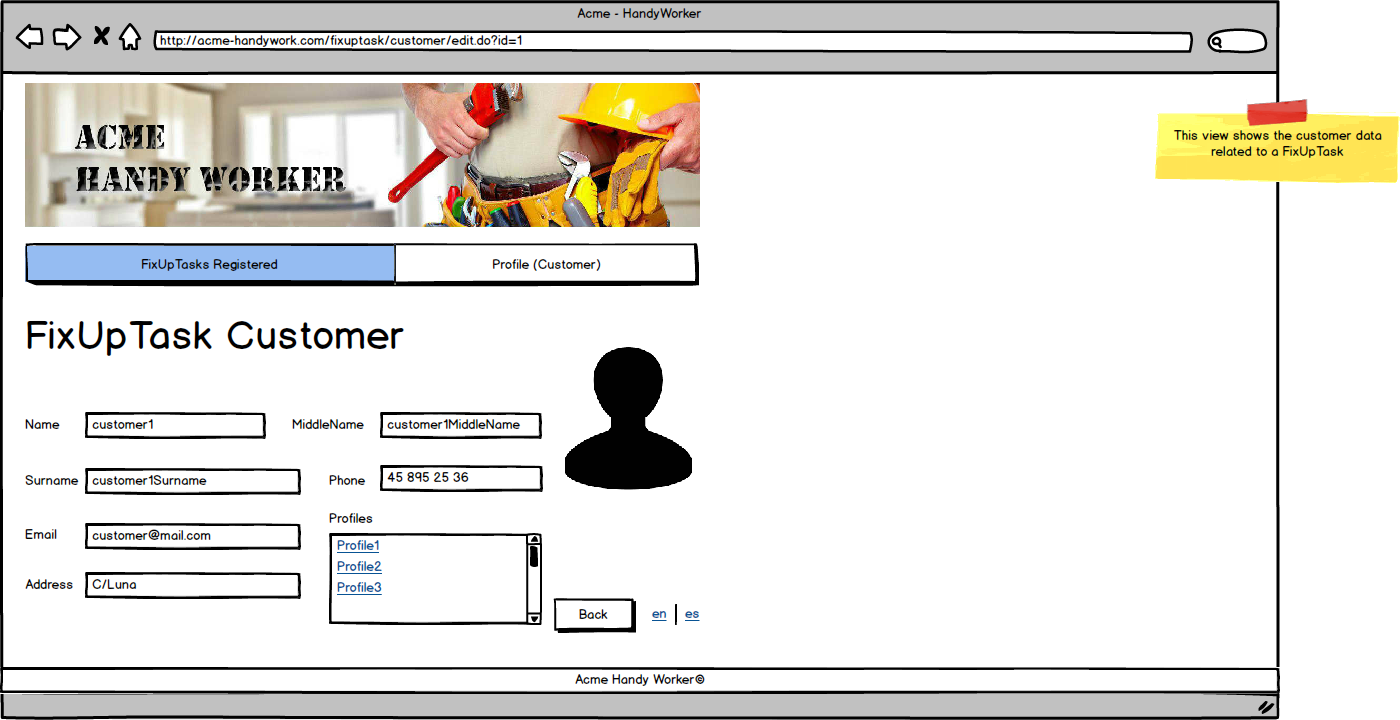 Acme - HandyWorker
http://acme-handywork.com/fixuptask/customer/edit.do?id=1
This view shows the customer data
related to a FixUpTask
ACME
HANDY WORKER
FixUpTasks Registered
Profile (Customer)
FixUpTask Customer
Name
customer1
MiddleName
customer1MiddleName
Surname
customer1Surname
Phone
45 895 25 36
Email
customer@mail.com
Profiles
Profile1
Profile2
Profile3
Address
C/Luna
Back
en
es
Acme Handy Worker©